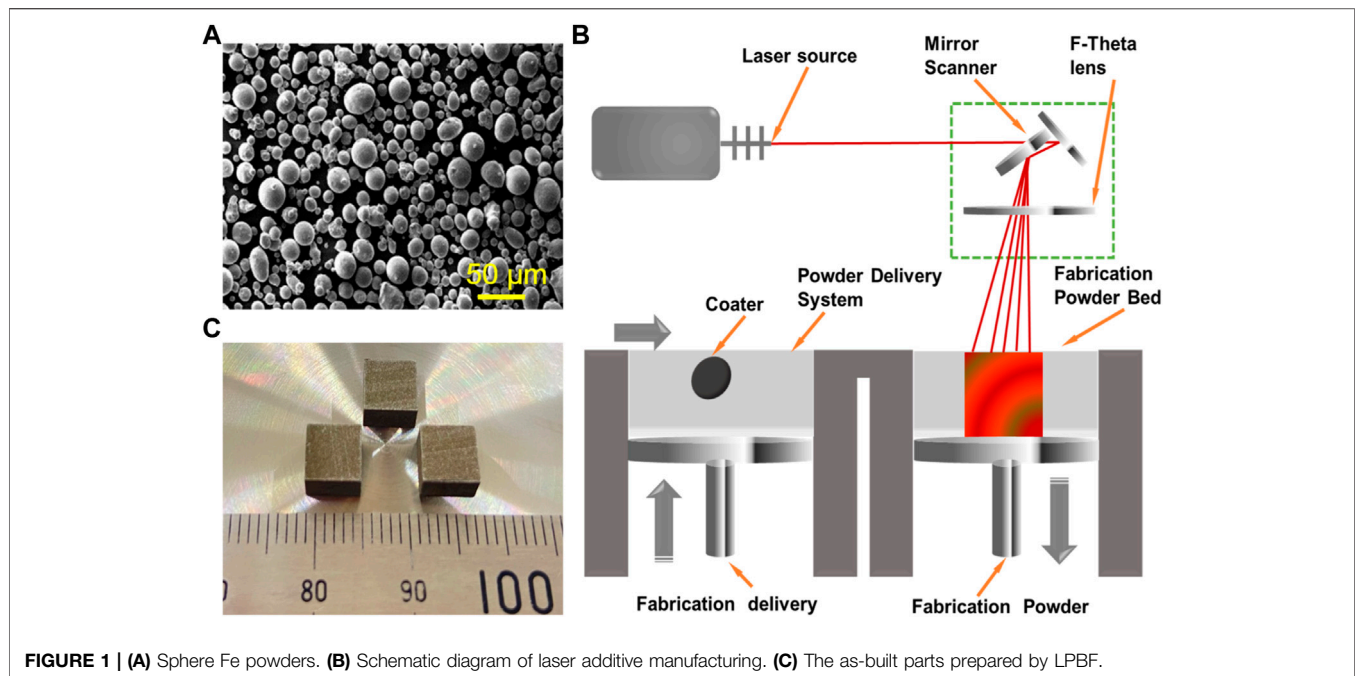 A
50 µm
B
Laser source
Mirror
Scanner
F-Theta
lens
Coater
Powder Delivery
System
Fabrication
Powder Bed
Fabrication delivery
Fabrication Powder
C
80
90
100
FIGURE 1 | (A) Sphere Fe powders. (B) Schematic diagram of laser additive manufacturing. (C) The as-built parts prepared by LPBF.